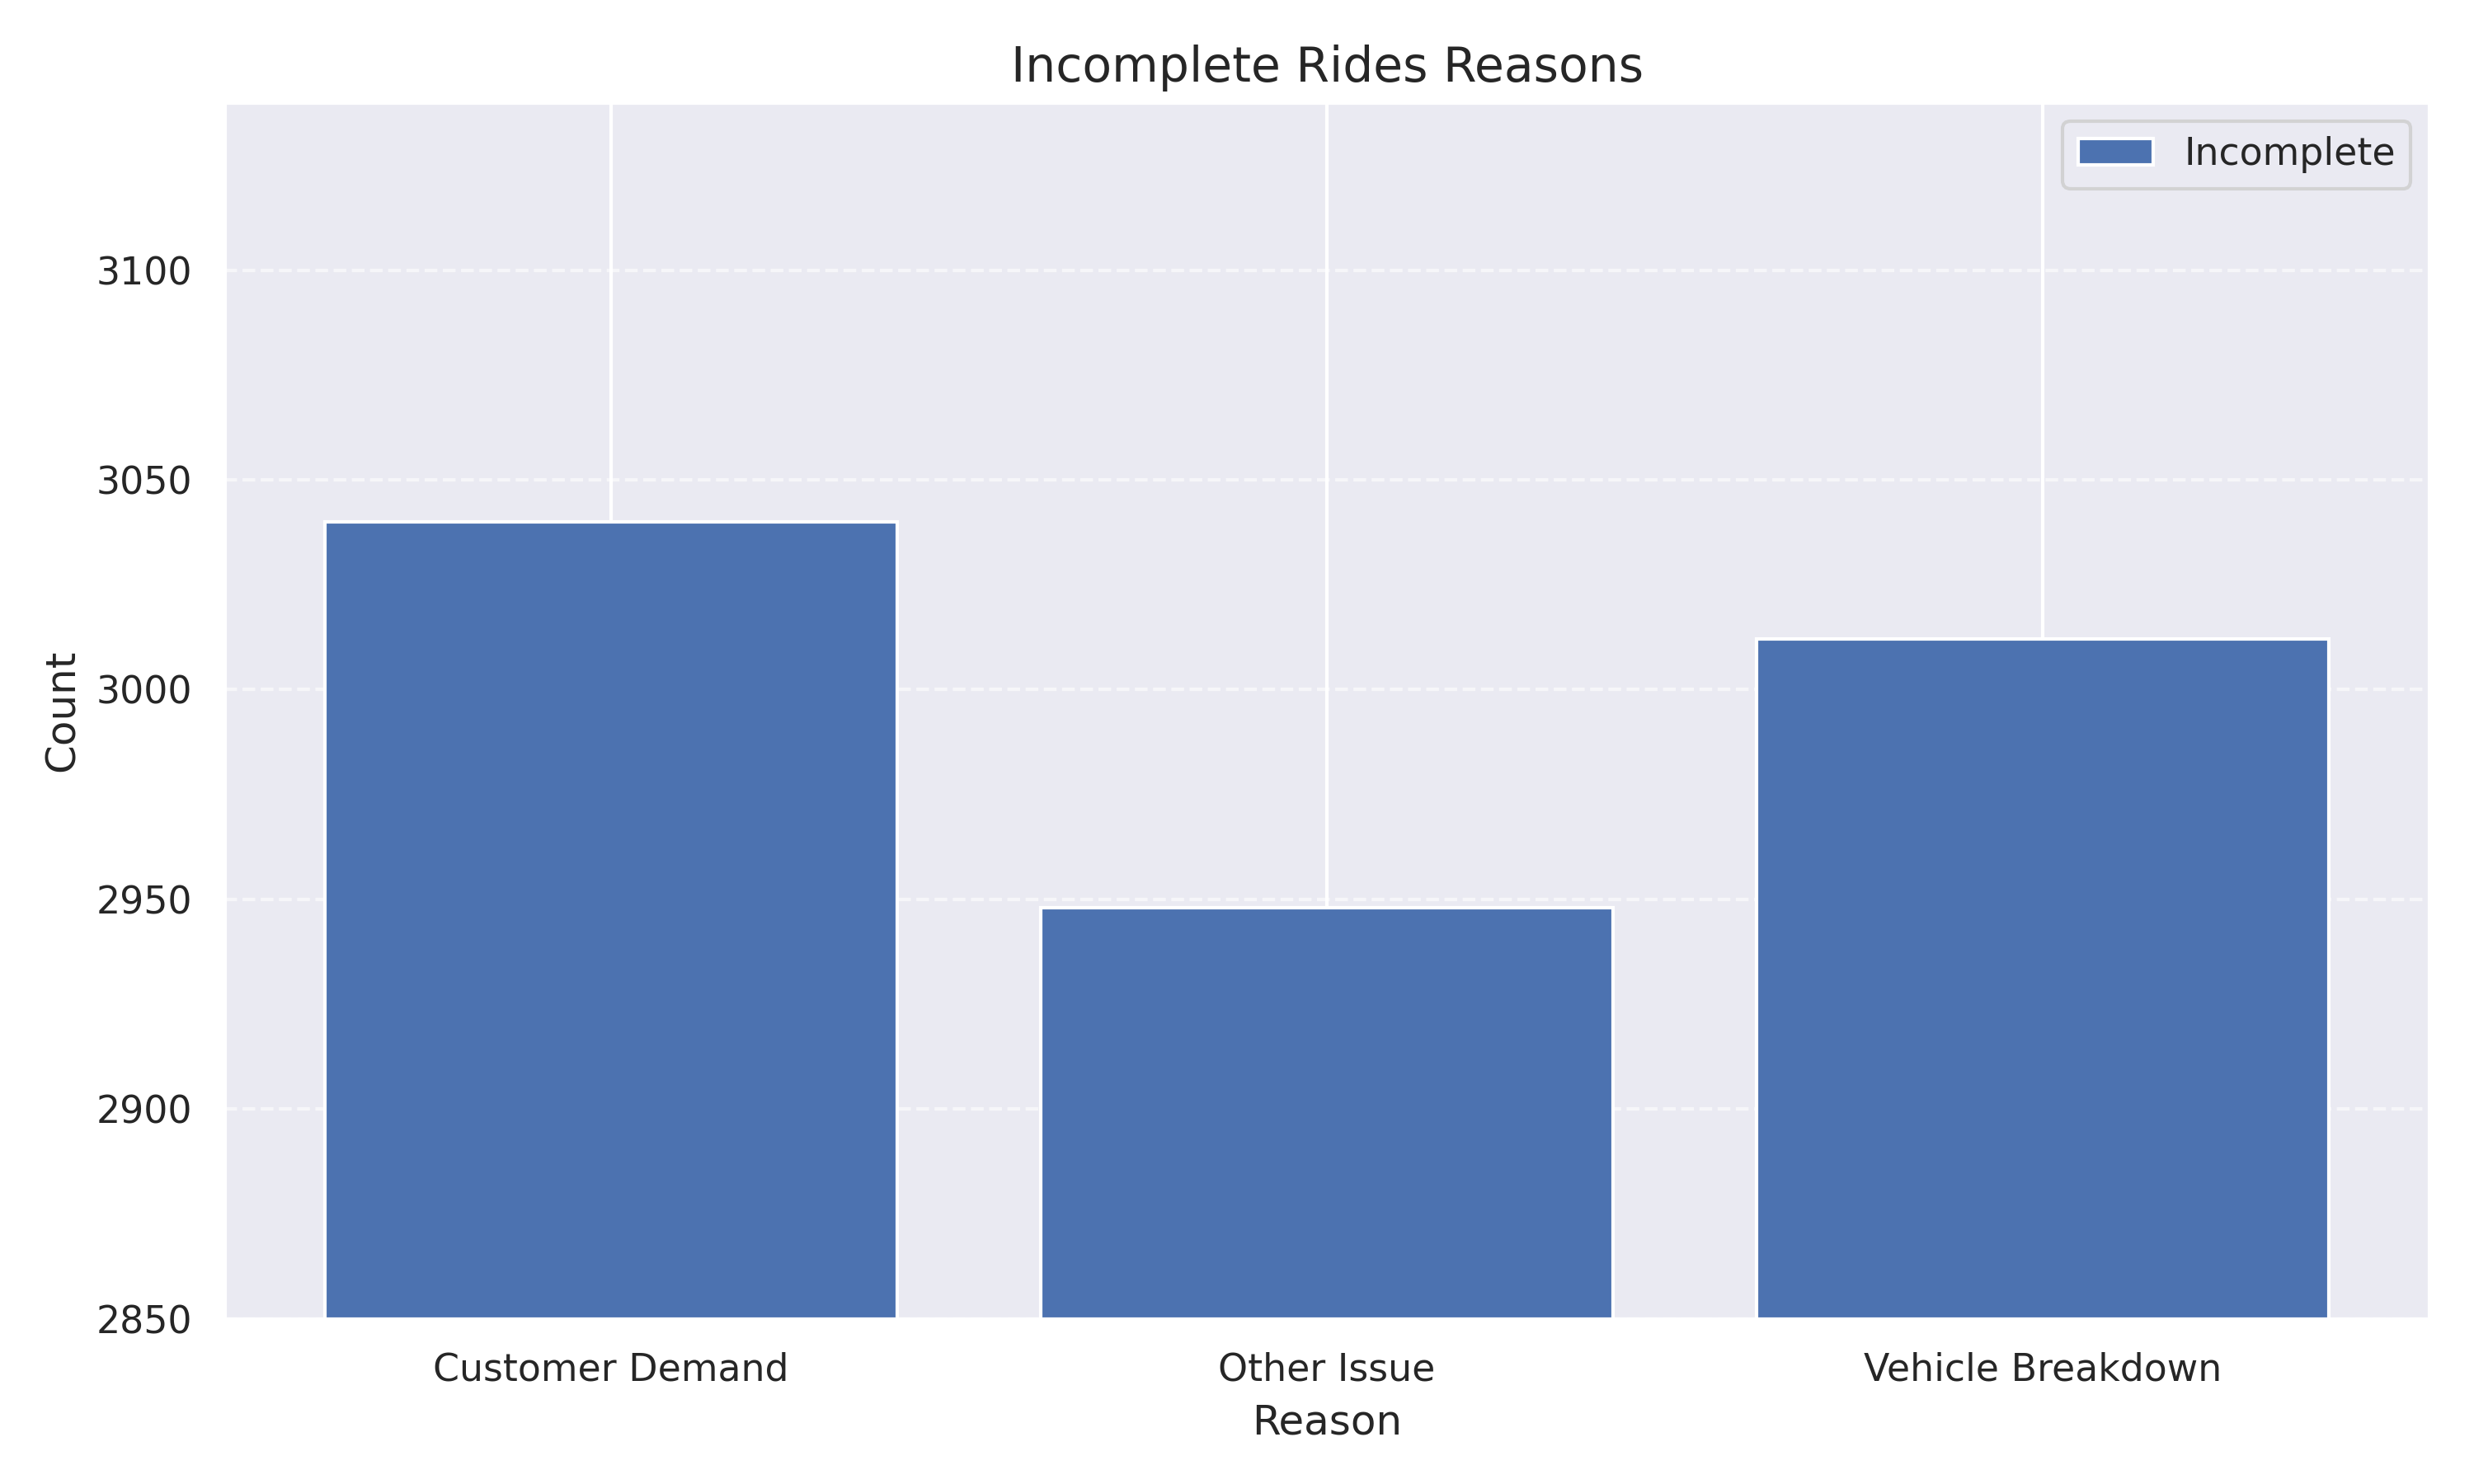 Incomplete Rides Reasons
Incomplete
3100
3050
3000
2950
2900
2850
Count
Customer Demand
Other Issue
Vehicle Breakdown
Reason